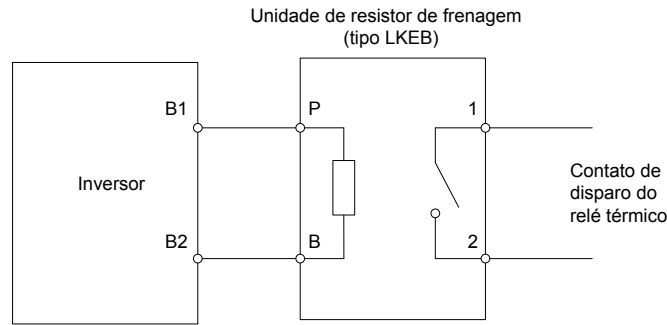 Unidade de resistor de frenagem
(tipo LKEB)
B1
P
1
Inversor
Contato de
disparo do
relé térmico
B2
B
2